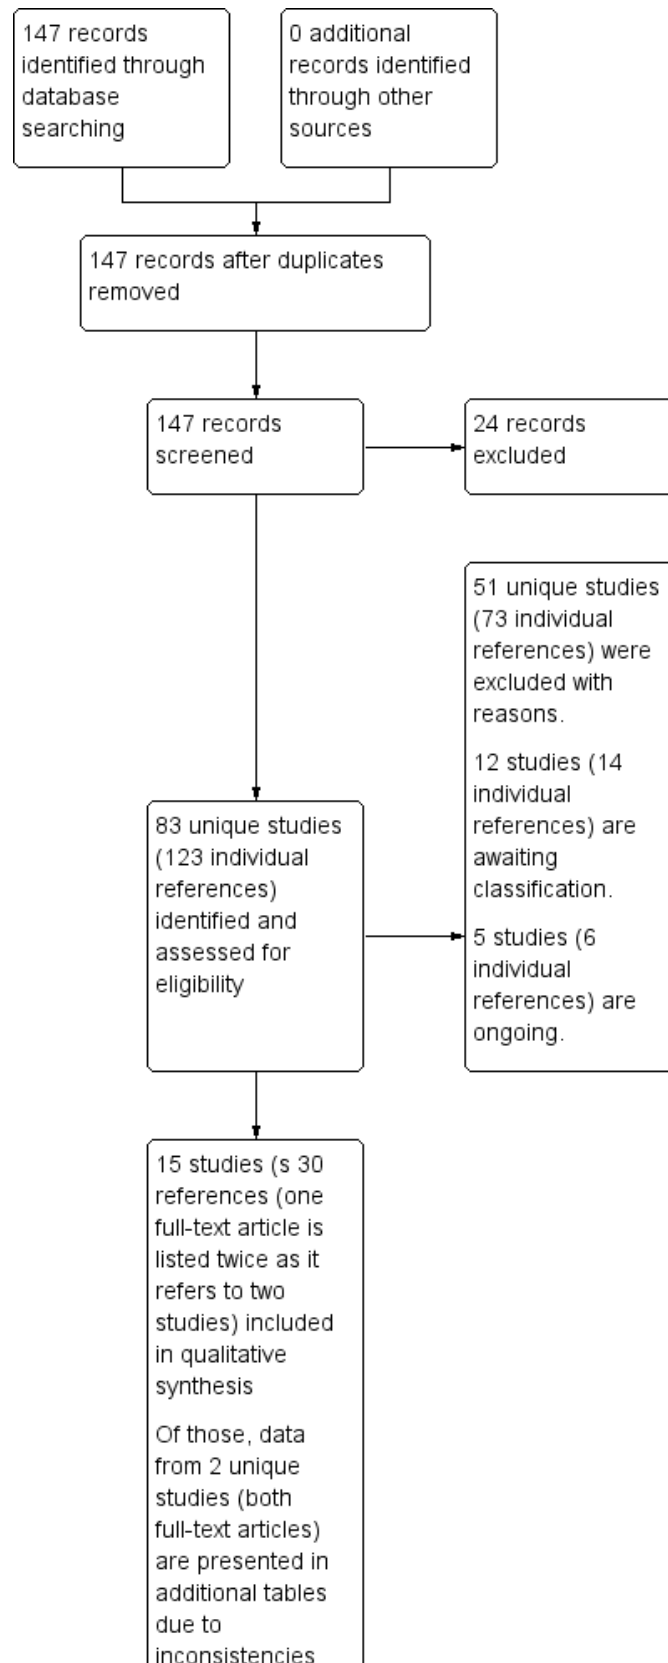 147 records
identified through
database
searching
0 additional
records identified
through other
sources
147 records after duplicates
removed
147 records
screened
24 records
excluded
51 unique studies
(73 individual
references) were
excluded with
reasons.
12 studies (14
individual
references) are
awaiting
classification.
5 studies (6
individual
references) are
ongoing.
83 unique studies
(123 individual
references)
identified and
assessed for
eligibility
15 studies (s 30
references (one
full-text article is
listed twice as it
refers to two
studies) included
in qualitative
synthesis
Of those, data
from 2 unique
studies (both
full-text articles)
are presented in
additional tables
due to
inconsistencies